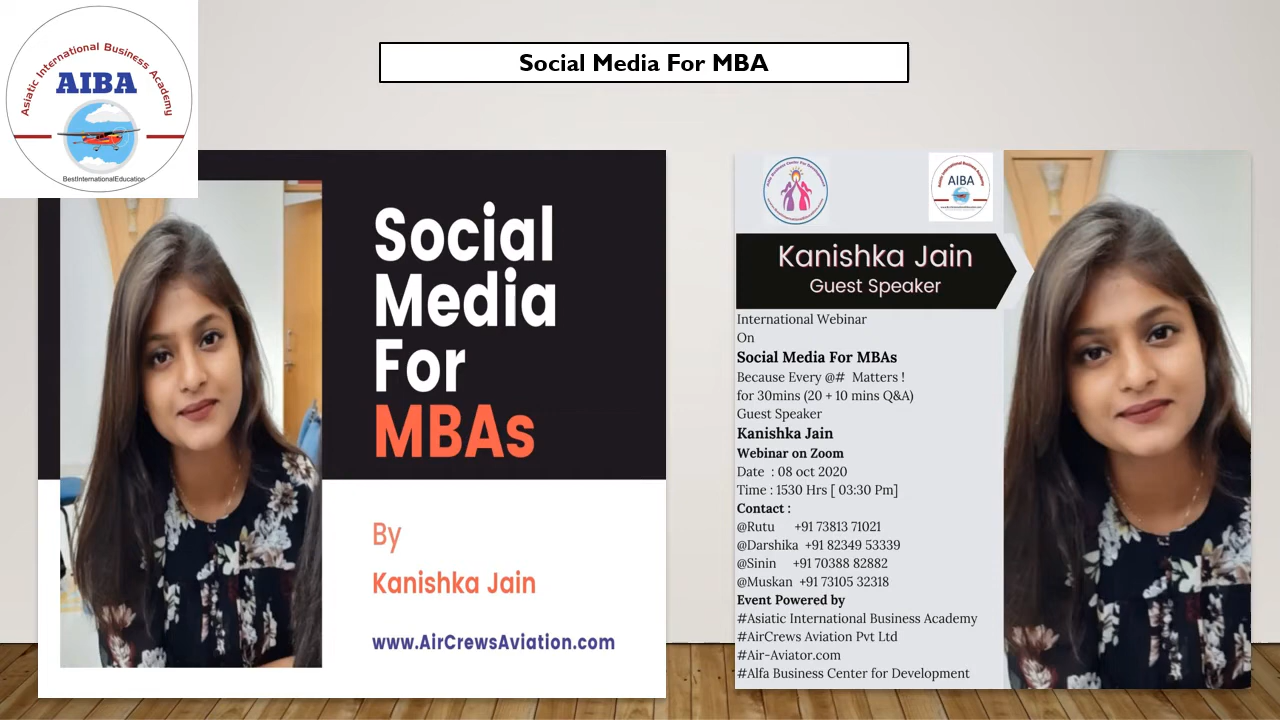 Asiatic International Business Academy
AIBA
BestInternationalEducation
Social Media For MBA
Social
Media
For
MBAs
By
Kanishka Jain
www.AirCrewsAviation.com
AIBA
Kanishka Jain
Guest Speaker
International Webinar
On
Social Media For MBAs
Because Every @# Matters !
for 30mins (20 + 10 mins Q&A)
Guest Speaker
Kanishka Jain
Webinar on Zoom
Date : 08 oct 2020
Time : 1530 Hrs [ 03:30 Pm]
Contact :
@Rutu +91 73813 71021
@Darshika +91 82349 53339
@Sinin +91 70388 82882
@Muskan +91 73105 32318
Event Powered by
#Asiatic International Business Academy
#AirCrews Aviation Pvt Ltd
#Air-Aviator.com
#Alfa Business Center for Development